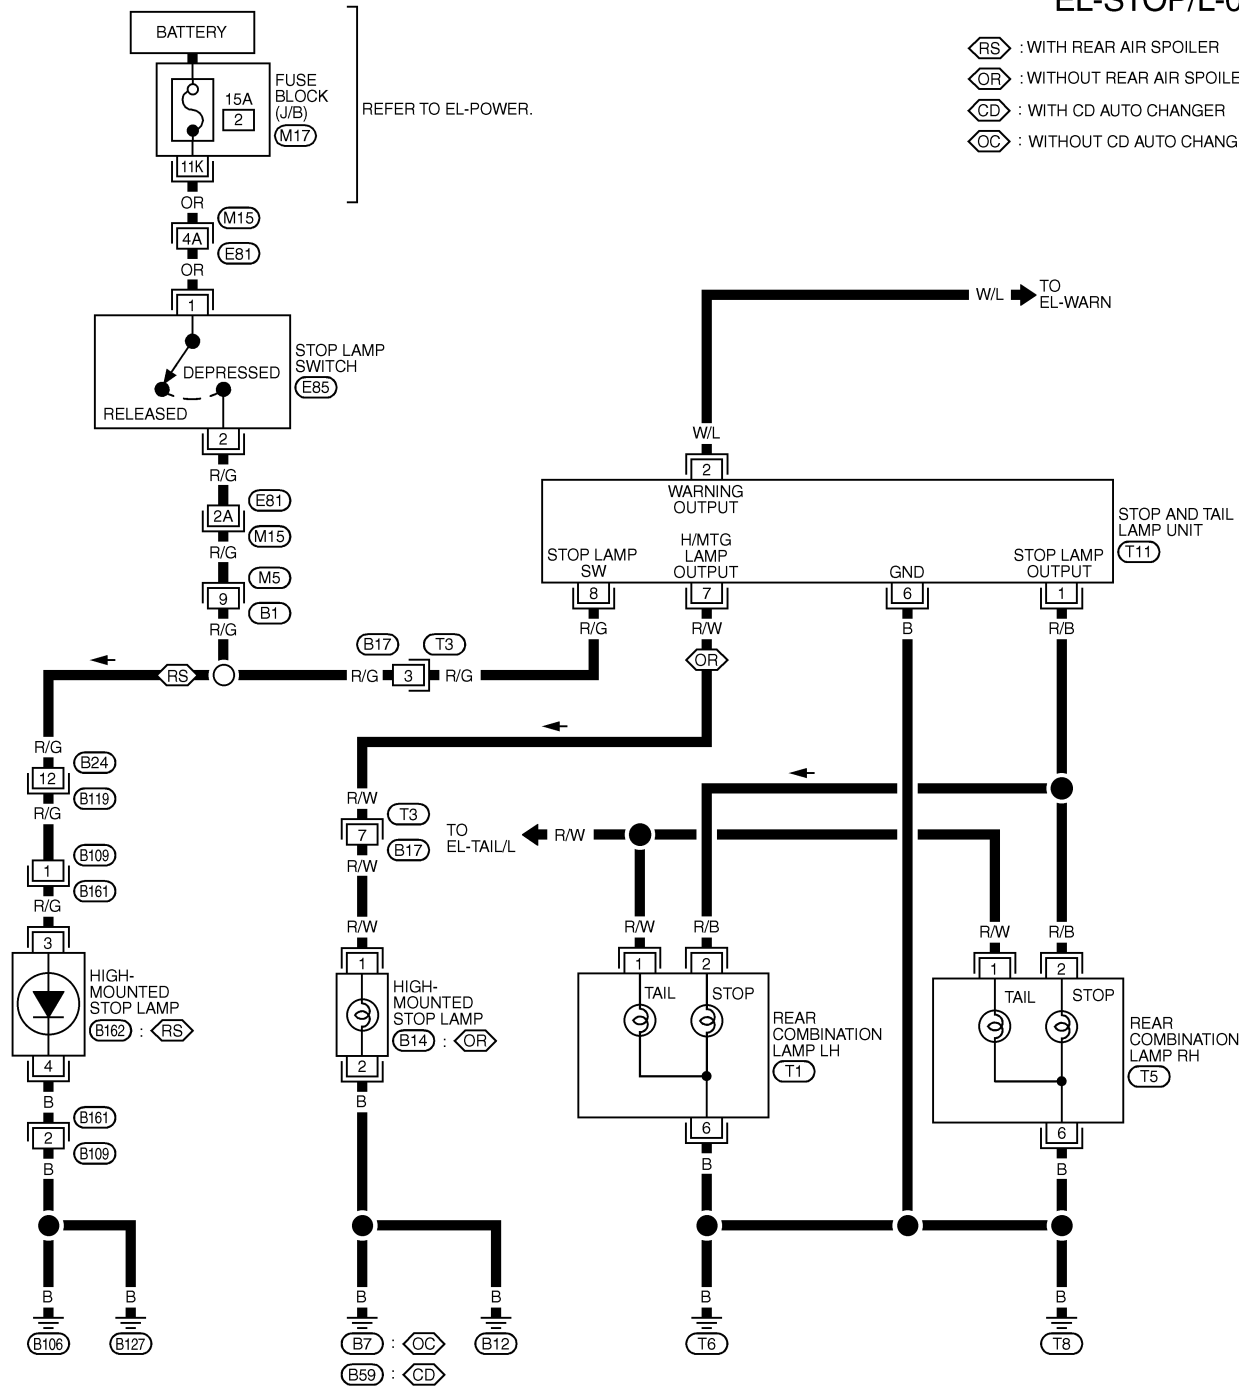 EL-STOP/L-0
BATTERY
FUSE
BLOCK
(J/B)
M17
15A
2
11K
REFER TO EL-POWER.
RS : WITH REAR AIR SPOILER
OR : WITHOUT REAR AIR SPOILE
CD : WITH CD AUTO CHANGER
OC : WITHOUT CD AUTO CHANG
OR
M15
4A
E81
OR
1
STOP LAMP
SWITCH
E85
DEPRESSED
RELEASED
2
R/G
E81
2A
M15
R/G
M5
9
B1
R/G
W/L
TO
EL-WARN
W/L
2
WARNING
OUTPUT
STOP AND TAIL
LAMP UNIT
T11
STOP LAMP
SW
H/MTG
LAMP
OUTPUT
GND
STOP LAMP
OUTPUT
8
7
6
1
R/G
R/W
B
R/B
OR
RS
B17
T3
R/G
3
R/G
R/G
12
B24
B119
R/G
1
B109
B161
R/G
3
HIGH-
MOUNTED
STOP LAMP
B162 : RS
4
B
B161
2
B109
B
B
B
B106
B127
R/W
T3
7
B17
R/W
R/W
1
HIGH-
MOUNTED
STOP LAMP
B14 : OR
2
B
B
B
B7 : OC
B12
B59 : CD
TO
EL-TAIL/L
R/W
R/W
R/B
1
2
TAIL
STOP
REAR
COMBINATION
LAMP LH
T1
6
B
B
T6
R/W
R/B
1
2
TAIL
STOP
REAR
COMBINATION
LAMP RH
T5
6
B
B
T8